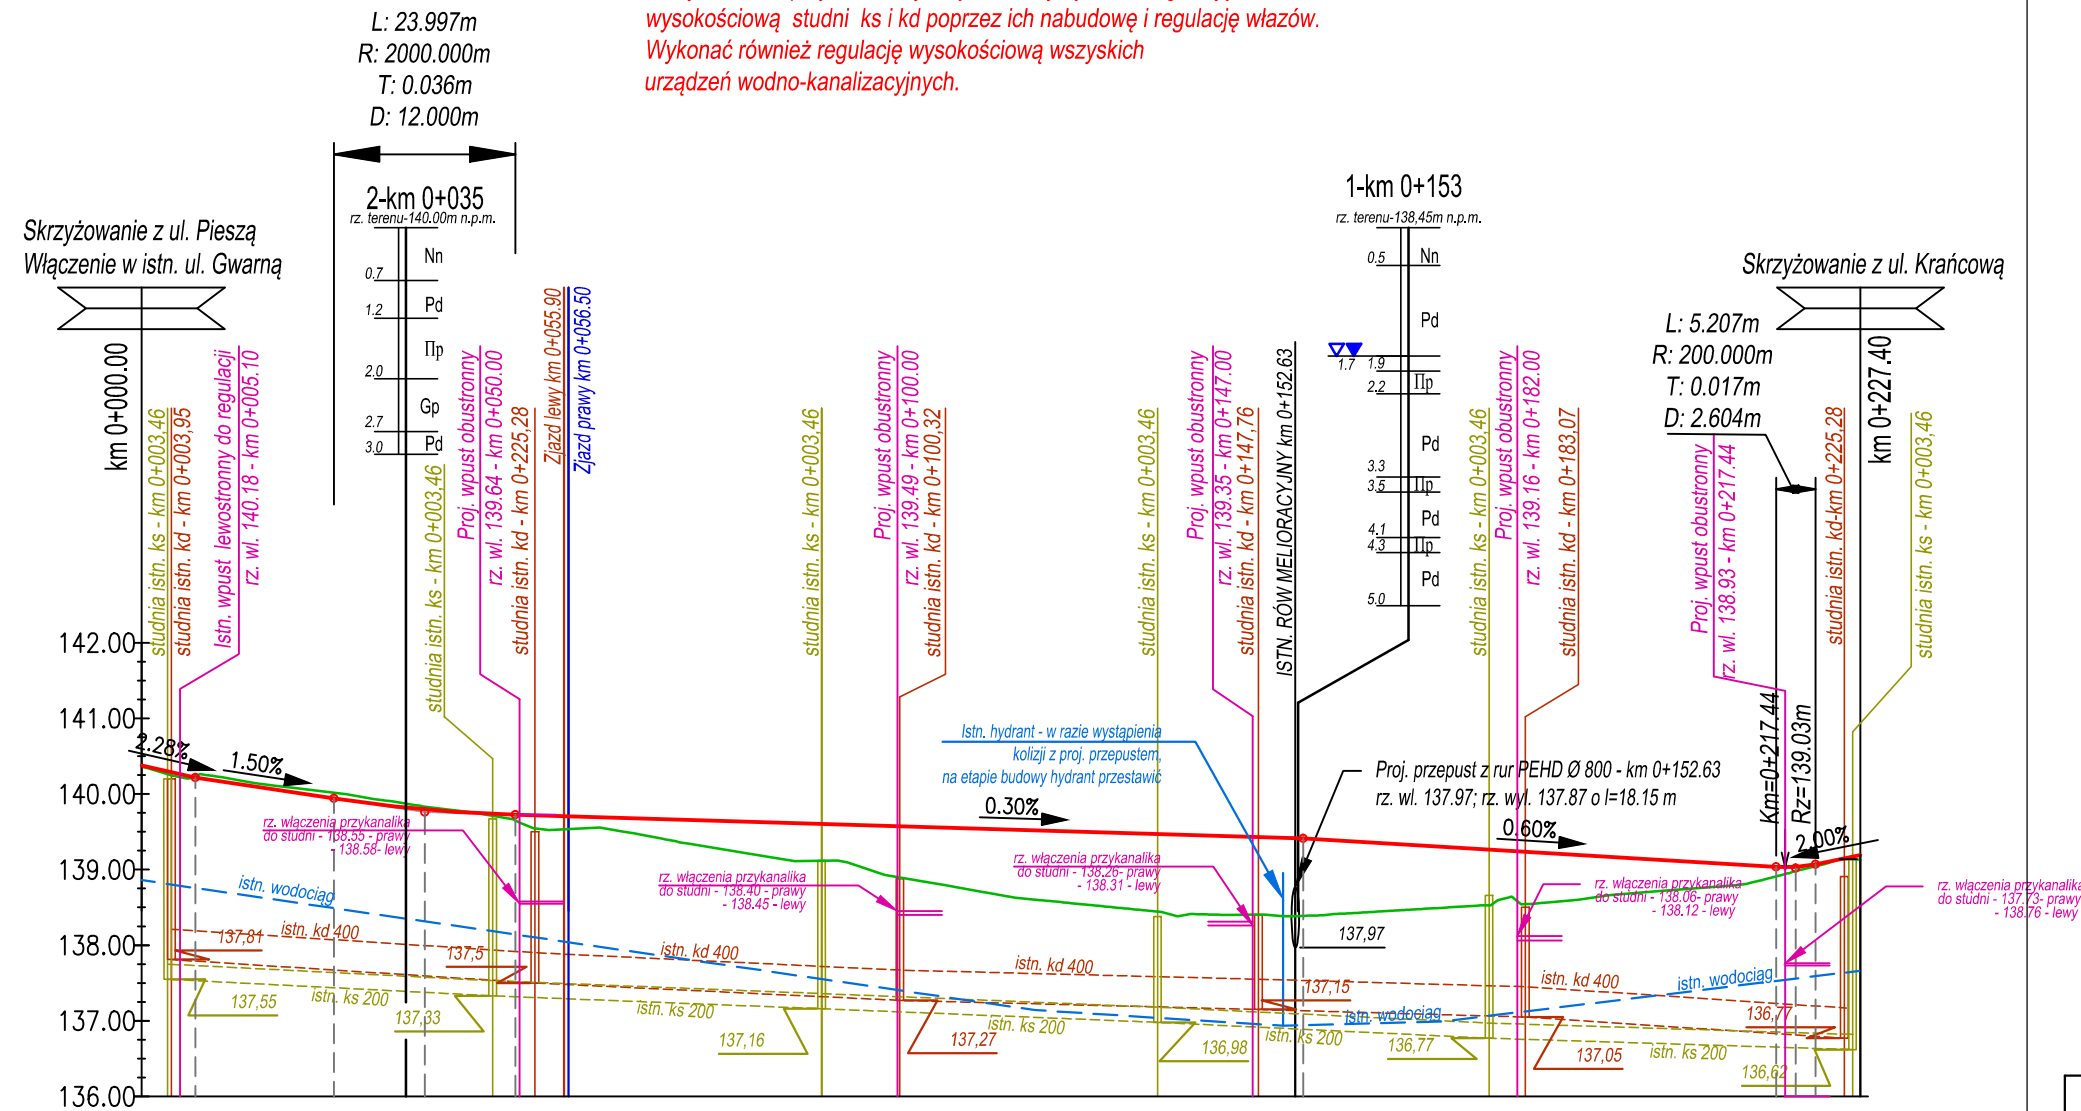 L: 23.997m
R: 2000.000m
T: 0.036m
D: 12.000m
wysokościową studni ks i kd poprzez ich nabudowę i regulację włazów.
Wykonać również regulację wysokościową wszyskich
urządzeń wodno-kanalizacyjnych.
2-km 0+035
rz. terenu-140.00m n.p.m.
Nn
0.7
Pd
1.2
Πp
2.0
Gp
2.7
Pd
3.0
1-km 0+153
rz. terenu-138,45m n.p.m.
0.5
Nn
Pd
1.7
1.9
Πp
2.2
Pd
3.3
Πp
3.5
Pd
4.1
Πp
4.3
Pd
5.0
Skrzyżowanie z ul. Pieszą
Włączenie w istn. ul. Gwarną
Skrzyżowanie z ul. Krańcową
L: 5.207m
R: 200.000m
T: 0.017m
D: 2.604m
km 0+000.00
studnia istn. ks - km 0+003,46
studnia istn. kd - km 0+003,95
Istn. wpust lewostronny do regulacji
rz. wl. 140.18 - km 0+005.10
studnia istn. ks - km 0+003,46
Proj. wpust obustronny
rz. wl. 139.64 - km 0+050.00
studnia istn. kd - km 0+225,28
Zjazd lewy km 0+055.90
Zjazd prawy km 0+056.50
studnia istn. ks - km 0+003,46
Proj. wpust obustronny
rz. wl. 139.49 - km 0+100.00
studnia istn. kd - km 0+100,32
studnia istn. ks - km 0+003,46
Proj. wpust obustronny
rz. wl. 139.35 - km 0+147.00
studnia istn. kd - km 0+147,76
ISTN. RÓW MELIORACYJNY km 0+152.63
studnia istn. ks - km 0+003,46
Proj. wpust obustronny
rz. wl. 139.16 - km 0+182.00
studnia istn. kd - km 0+183,07
Proj. wpust obustronny
rz. wl. 138.93 - km 0+217.44
Km=0+217.44
Rz=139.03m
studnia istn. kd-km 0+225,28
km 0+227.40
studnia istn. ks - km 0+003,46
142.00
141.00
140.00
139.00
138.00
137.00
136.00
2.28%
1.50%
0.30%
0.60%
2.00%
Istn. hydrant - w razie wystąpienia
kolizji z proj. przepustem,
na etapie budowy hydrant przestawić
Proj. przepust z rur PEHD Ø 800 - km 0+152.63
rz. wl. 137.97; rz. wyl. 137.87 o l=18.15 m
rz. włączenia przykanalika
do studni - 138.55 - prawy
- 138.58- lewy
rz. włączenia przykanalika
do studni - 138.40 - prawy
- 138.45 - lewy
rz. włączenia przykanalika
do studni - 138.26- prawy
- 138.31 - lewy
rz. włączenia przykanalika
do studni - 138.06- prawy
- 138.12 - lewy
rz. włączenia przykanalika
do studni - 137.73- prawy
- 138.76 - lewy
istn. wodociąg
istn. kd 400
istn. kd 400
istn. kd 400
istn. kd 400
istn. wodociąg
istn. wodociąg
istn. ks 200
istn. ks 200
istn. ks 200
istn. ks 200
istn. ks 200
137,81
137,55
137,5
137,33
137,16
137,27
136,98
137,15
137,97
136,77
137,05
136,77
136,62